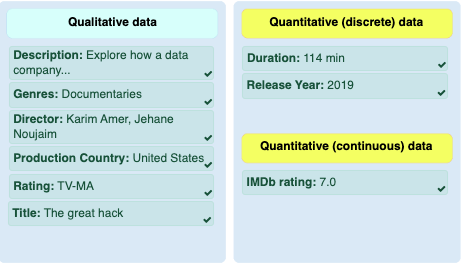 Qualitative data
Description: Explore how a data
company...
Genres: Documentaries
Director: Karim Amer, Jehane
Noujaim
Production Country: United States
Rating: TV-MA
Title: The great hack
Quantitative (discrete) data
Duration: 114 min
Release Year: 2019
Quantitative (continuous) data
IMDb rating: 7.0